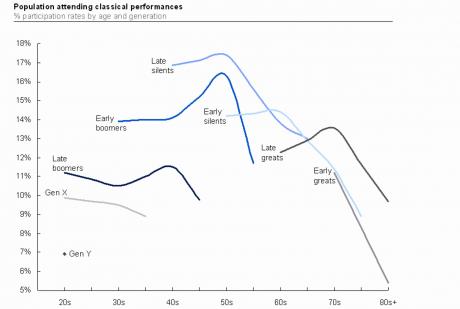 Population attending classical performances
% participation rates by age and generation
18%
17%
16%
15%
14%
13%
12%
11%
10%
9%
8%
7%
6%
5%
Late
silents
Early
boomers
Early
silents
Late
greats
Early
greats
Late
boomers
Gen X
Gen Y
20s
30s
40s
50s
60s
70s
80s+